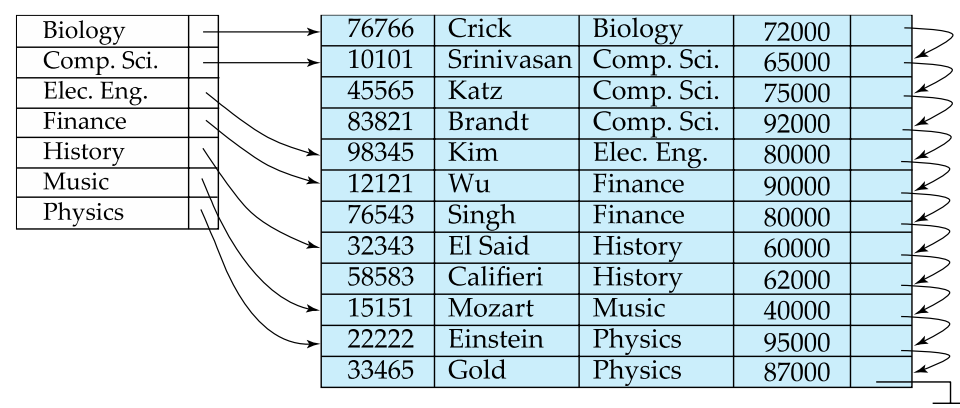 Biology
Comp. Sci.
Elec. Eng.
Finance
History
Music
Physics
76766 Crick Biology 72000
10101 Srinivasan Comp. Sci. 65000
45565 Katz Comp. Sci. 75000
83821 Brandt Comp. Sci. 92000
98345 Kim Elec. Eng. 80000
12121 Wu Finance 90000
76543 Singh Finance 80000
32343 El Said History 60000
58583 Califieri History 62000
15151 Mozart Music 40000
22222 Einstein Physics 95000
33465 Gold Physics 87000